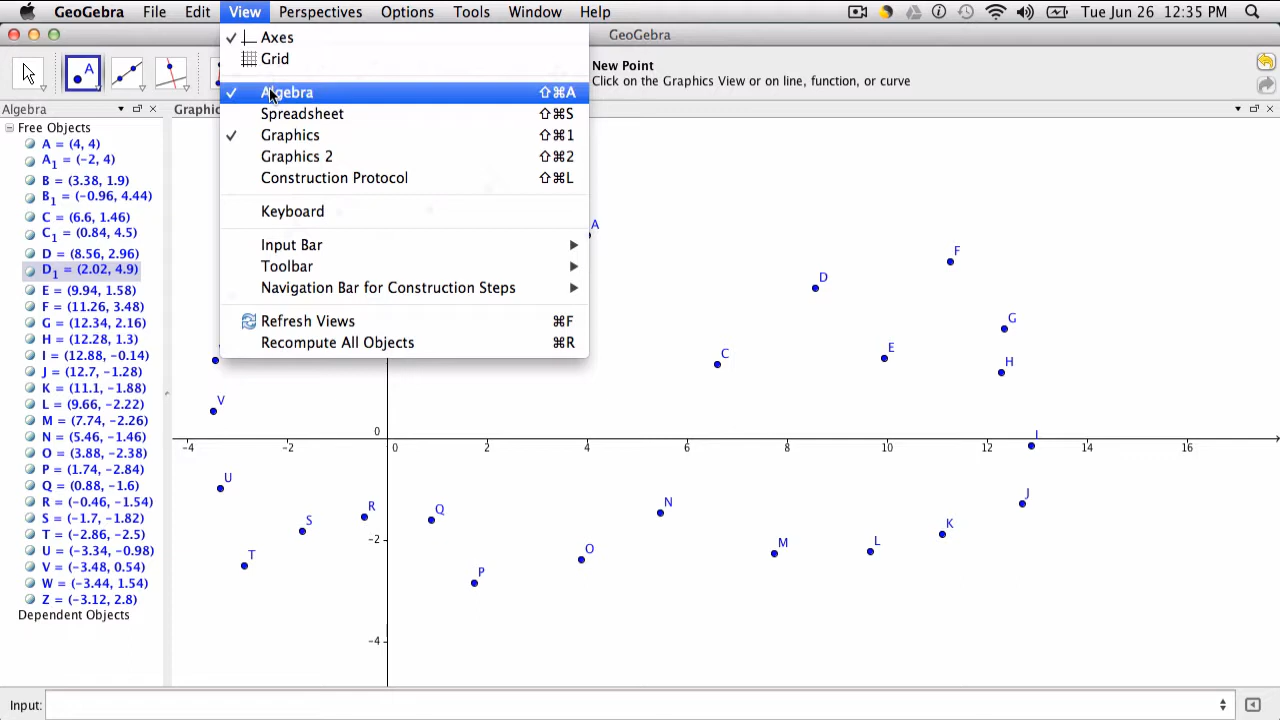 GeoGebra File Edit View Perspectives Options Tools Window Help Tue Jun 26 12:35 PM
GeoGebra
New Point
Click on the Graphics View or on line, function, or curve
Axes
Grid
Algebra ⇧⌘A
Spreadsheet ⇧⌘S
Graphics ⇧⌘1
Graphics 2 ⇧⌘2
Construction Protocol ⇧⌘L
Keyboard
Input Bar
Toolbar
Navigation Bar for Construction Steps
Refresh Views ⌘F
Recompute All Objects ⌘R
A
Algebra
Graphic
Free Objects
A = (4, 4)
A1 = (-2, 4)
B = (3.38, 1.9)
B1 = (-0.96, 4.44)
C = (6.6, 1.46)
C1 = (0.84, 4.5)
D = (8.56, 2.96)
D1 = (2.02, 4.9)
E = (9.94, 1.58)
F = (11.26, 3.48)
G = (12.34, 2.16)
H = (12.28, 1.3)
I = (12.88, -0.14)
J = (12.7, -1.28)
K = (11.1, -1.88)
L = (9.66, -2.22)
M = (7.74, -2.26)
N = (5.46, -1.46)
O = (3.88, -2.38)
P = (1.74, -2.84)
Q = (0.88, -1.6)
R = (-0.46, -1.54)
S = (-1.7, -1.82)
T = (-2.86, -2.5)
U = (-3.34, -0.98)
V = (-3.48, 0.54)
W = (-3.44, 1.54)
Z = (-3.12, 2.8)
Dependent Objects
A
F
D
G
E
C
H
V
0
I
-4 -2 0 2 4 6 8 10 12 14 16
U
J
N
R
Q
S
K
-2
L
M
O
T
P
-4
Input: